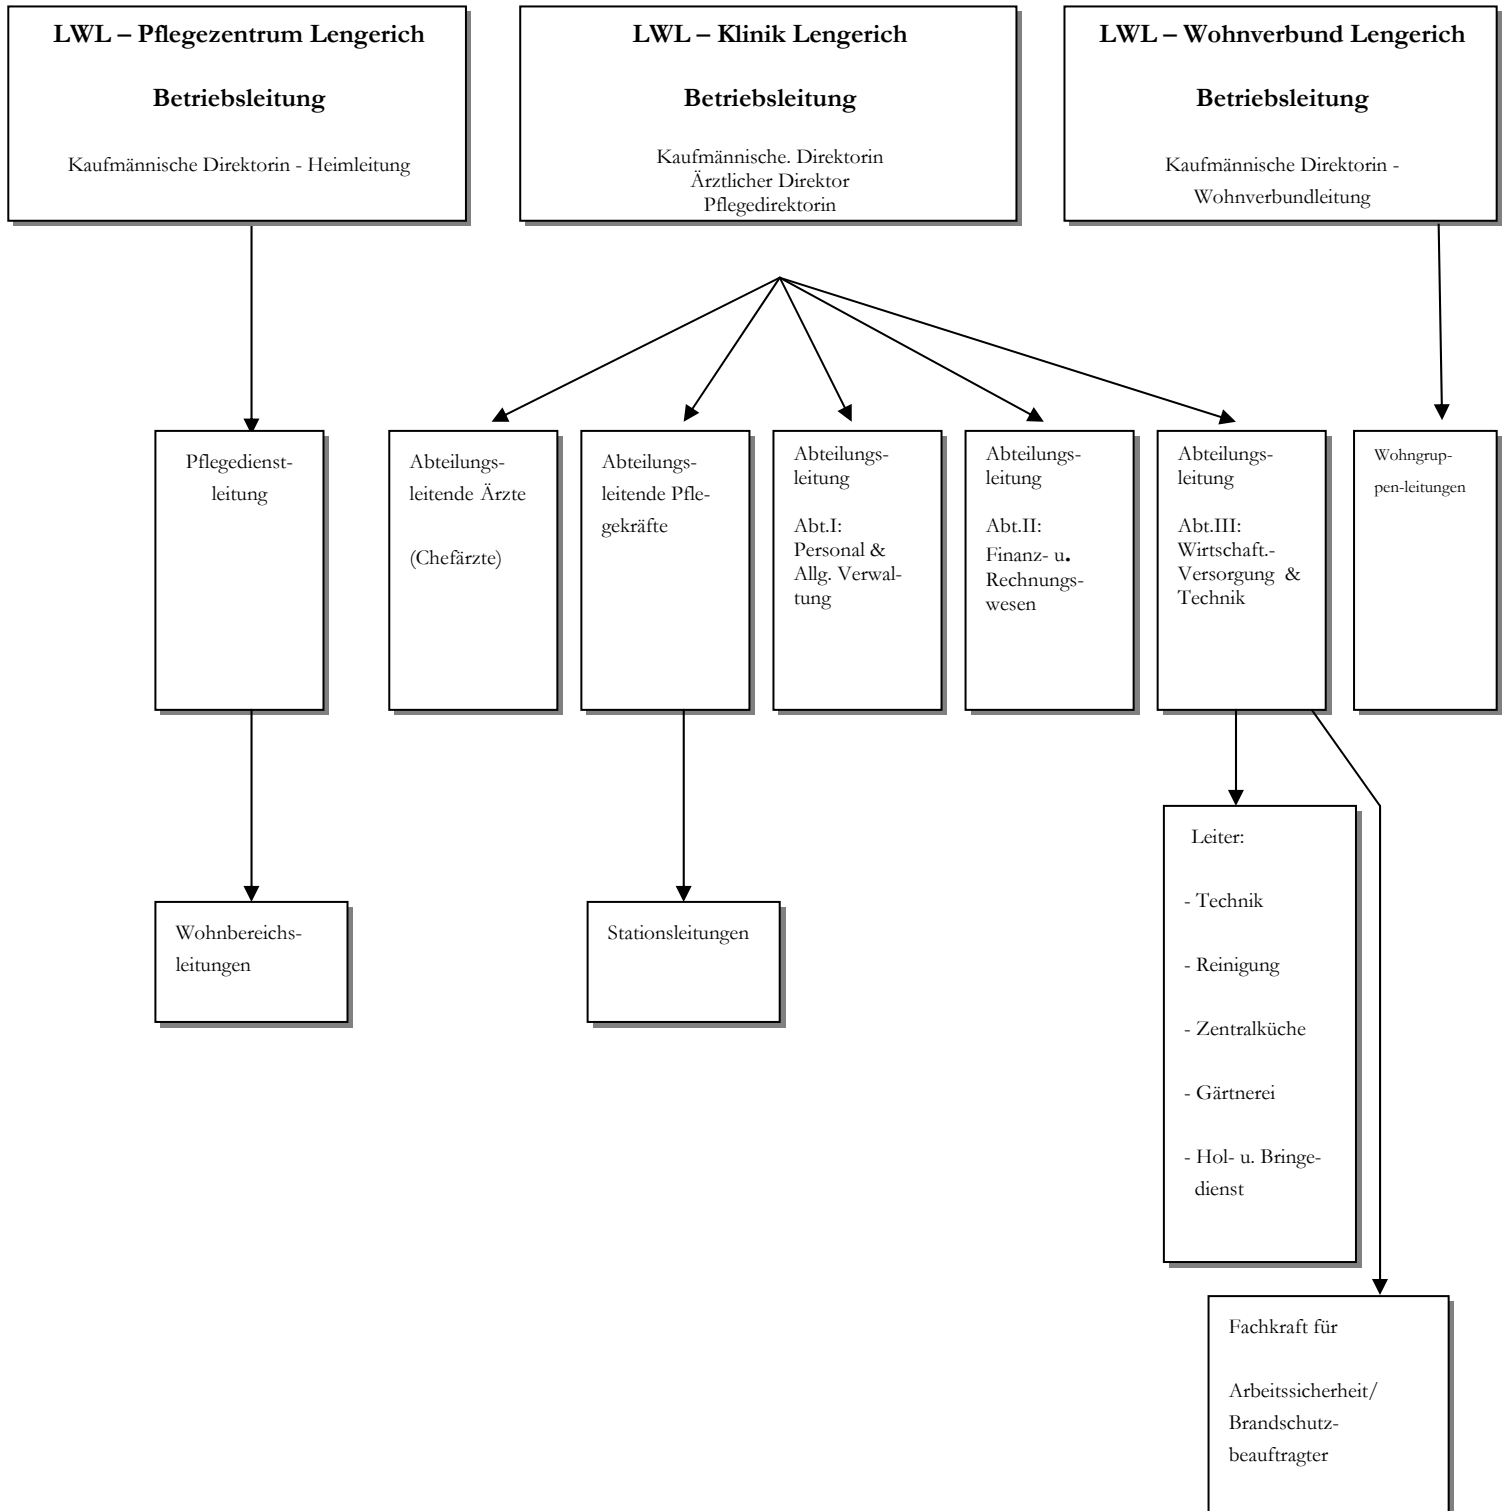 LWL – Pflegezentrum Lengerich
Betriebsleitung
Kaufmännische Direktorin - Heimleitung
LWL – Klinik Lengerich
Betriebsleitung
Kaufmännische. Direktorin
Ärztlicher Direktor
Pflegedirektorin
LWL – Wohnverbund Lengerich
Betriebsleitung
Kaufmännische Direktorin -
Wohnverbundleitung
Pflegedienst-
leitung
Abteilungs-
leitende Ärzte
(Chefärzte)
Abteilungs-
leitende Pfle-
gekräfte
Abteilungs-
leitung
Abt.I:
Personal &
Allg. Verwal-
tung
Abteilungs-
leitung
Abt.II:
Finanz- u.
Rechnungs-
wesen
Abteilungs-
leitung
Abt.III:
Wirtschaft.-
Versorgung &
Technik
Wohngrup-
pen-leitungen
Wohnbereichs-
leitungen
Stationsleitungen
Leiter:
- Technik
- Reinigung
- Zentralküche
- Gärtnerei
- Hol- u. Bringe-
dienst
Fachkraft für
Arbeitssicherheit/
Brandschutz-
beauftragter